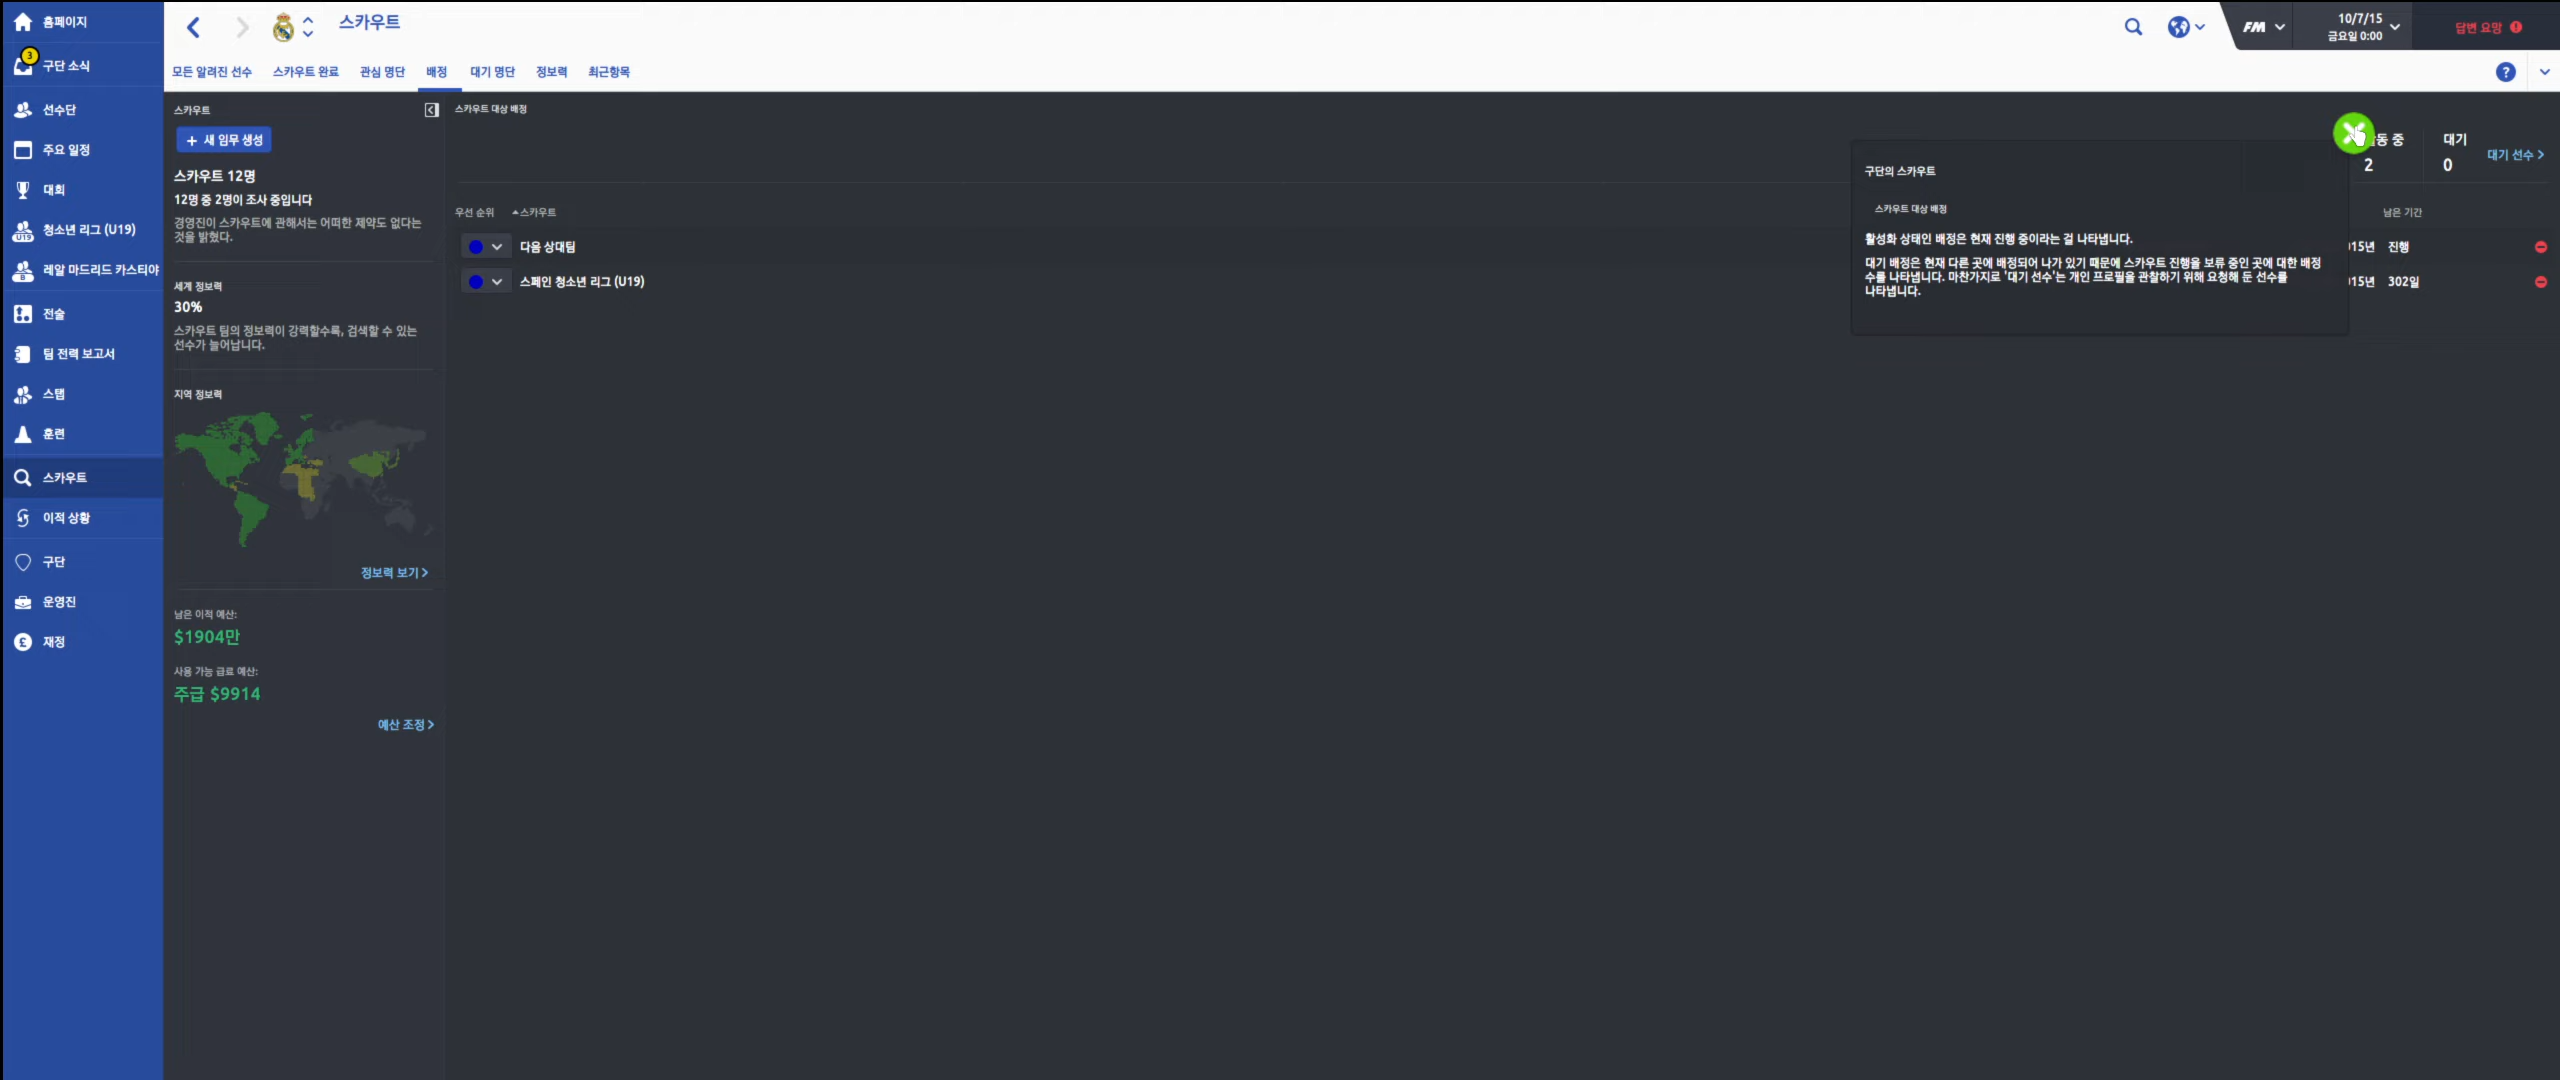 홈페이지
3
구단 소식
선수단
주요 일정
대회
U19
청소년 리그 (U19)
B
레알 마드리드 카스티야
전술
팀 전력 보고서
스탭
훈련
스카우트
이적 상황
구단
운영진
재정
스카우트
FM
10/7/15
금요일 0:00
답변 요망
모든 알려진 선수
스카우트 완료
관심 명단
배정
대기 명단
정보력
최근항목
스카우트
새 임무 생성
스카우트 12명
12명 중 2명이 조사 중입니다
경영진이 스카우트에 관해서는 어떠한 제약도 없다는
것을 밝혔다.
세계 정보력
30%
스카우트 팀의 정보력이 강력할수록, 검색할 수 있는
선수가 늘어납니다.
지역 정보력
정보력 보기
남은 이적 예산:
$1904만
사용 가능 급료 예산:
주급 $9914
예산 조정
스카우트 대상 배정
동 중
2
대기
0
대기 선수
우선 순위
스카우트
남은 기간
다음 상대팀
15년
진행
스페인 청소년 리그 (U19)
15년
302일
구단의 스카우트
스카우트 대상 배정
활성화 상태인 배정은 현재 진행 중이라는 걸 나타냅니다.
대기 배정은 현재 다른 곳에 배정되어 나가 있기 때문에 스카우트 진행을 보류 중인 곳에 대한 배정
수를 나타냅니다. 마찬가지로 '대기 선수'는 개인 프로필을 관찰하기 위해 요청해 둔 선수를
나타냅니다.